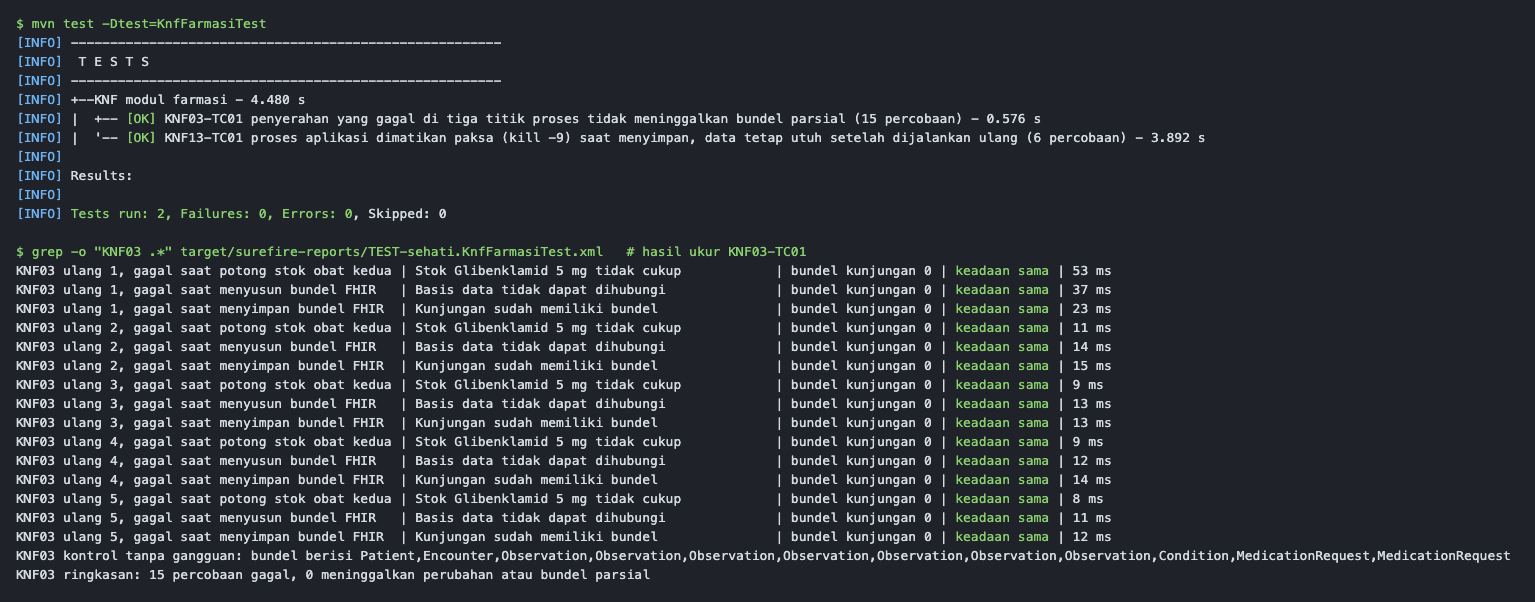 $ mvn test -Dtest=KnfFarmasiTest
[INFO] -------------------------------------------------------
[INFO]  T E S T S
[INFO] -------------------------------------------------------
[INFO] +--KNF modul farmasi - 4.480 s
[INFO] |  +-- [OK] KNF03-TC01 penyerahan yang gagal di tiga titik proses tidak meninggalkan bundel parsial (15 percobaan) - 0.576 s
[INFO] |  '-- [OK] KNF13-TC01 proses aplikasi dimatikan paksa (kill -9) saat menyimpan, data tetap utuh setelah dijalankan ulang (6 percobaan) - 3.892 s
[INFO]
[INFO] Results:
[INFO]
[INFO] Tests run: 2, Failures: 0, Errors: 0, Skipped: 0
$ grep -o "KNF03 .*" target/surefire-reports/TEST-sehati.KnfFarmasiTest.xml   # hasil ukur KNF03-TC01
KNF03 ulang 1, gagal saat potong stok obat kedua | Stok Glibenklamid 5 mg tidak cukup            | bundel kunjungan 0 | keadaan sama | 53 ms
KNF03 ulang 1, gagal saat menyusun bundel FHIR   | Basis data tidak dapat dihubungi              | bundel kunjungan 0 | keadaan sama | 37 ms
KNF03 ulang 1, gagal saat menyimpan bundel FHIR  | Kunjungan sudah memiliki bundel               | bundel kunjungan 0 | keadaan sama | 23 ms
KNF03 ulang 2, gagal saat potong stok obat kedua | Stok Glibenklamid 5 mg tidak cukup            | bundel kunjungan 0 | keadaan sama | 11 ms
KNF03 ulang 2, gagal saat menyusun bundel FHIR   | Basis data tidak dapat dihubungi              | bundel kunjungan 0 | keadaan sama | 14 ms
KNF03 ulang 2, gagal saat menyimpan bundel FHIR  | Kunjungan sudah memiliki bundel               | bundel kunjungan 0 | keadaan sama | 15 ms
KNF03 ulang 3, gagal saat potong stok obat kedua | Stok Glibenklamid 5 mg tidak cukup            | bundel kunjungan 0 | keadaan sama | 9 ms
KNF03 ulang 3, gagal saat menyusun bundel FHIR   | Basis data tidak dapat dihubungi              | bundel kunjungan 0 | keadaan sama | 13 ms
KNF03 ulang 3, gagal saat menyimpan bundel FHIR  | Kunjungan sudah memiliki bundel               | bundel kunjungan 0 | keadaan sama | 13 ms
KNF03 ulang 4, gagal saat potong stok obat kedua | Stok Glibenklamid 5 mg tidak cukup            | bundel kunjungan 0 | keadaan sama | 9 ms
KNF03 ulang 4, gagal saat menyusun bundel FHIR   | Basis data tidak dapat dihubungi              | bundel kunjungan 0 | keadaan sama | 12 ms
KNF03 ulang 4, gagal saat menyimpan bundel FHIR  | Kunjungan sudah memiliki bundel               | bundel kunjungan 0 | keadaan sama | 14 ms
KNF03 ulang 5, gagal saat potong stok obat kedua | Stok Glibenklamid 5 mg tidak cukup            | bundel kunjungan 0 | keadaan sama | 8 ms
KNF03 ulang 5, gagal saat menyusun bundel FHIR   | Basis data tidak dapat dihubungi              | bundel kunjungan 0 | keadaan sama | 11 ms
KNF03 ulang 5, gagal saat menyimpan bundel FHIR  | Kunjungan sudah memiliki bundel               | bundel kunjungan 0 | keadaan sama | 12 ms
KNF03 kontrol tanpa gangguan: bundel berisi Patient,Encounter,Observation,Observation,Observation,Observation,Observation,Observation,Observation,Condition,MedicationRequest,MedicationRequest
KNF03 ringkasan: 15 percobaan gagal, 0 meninggalkan perubahan atau bundel parsial